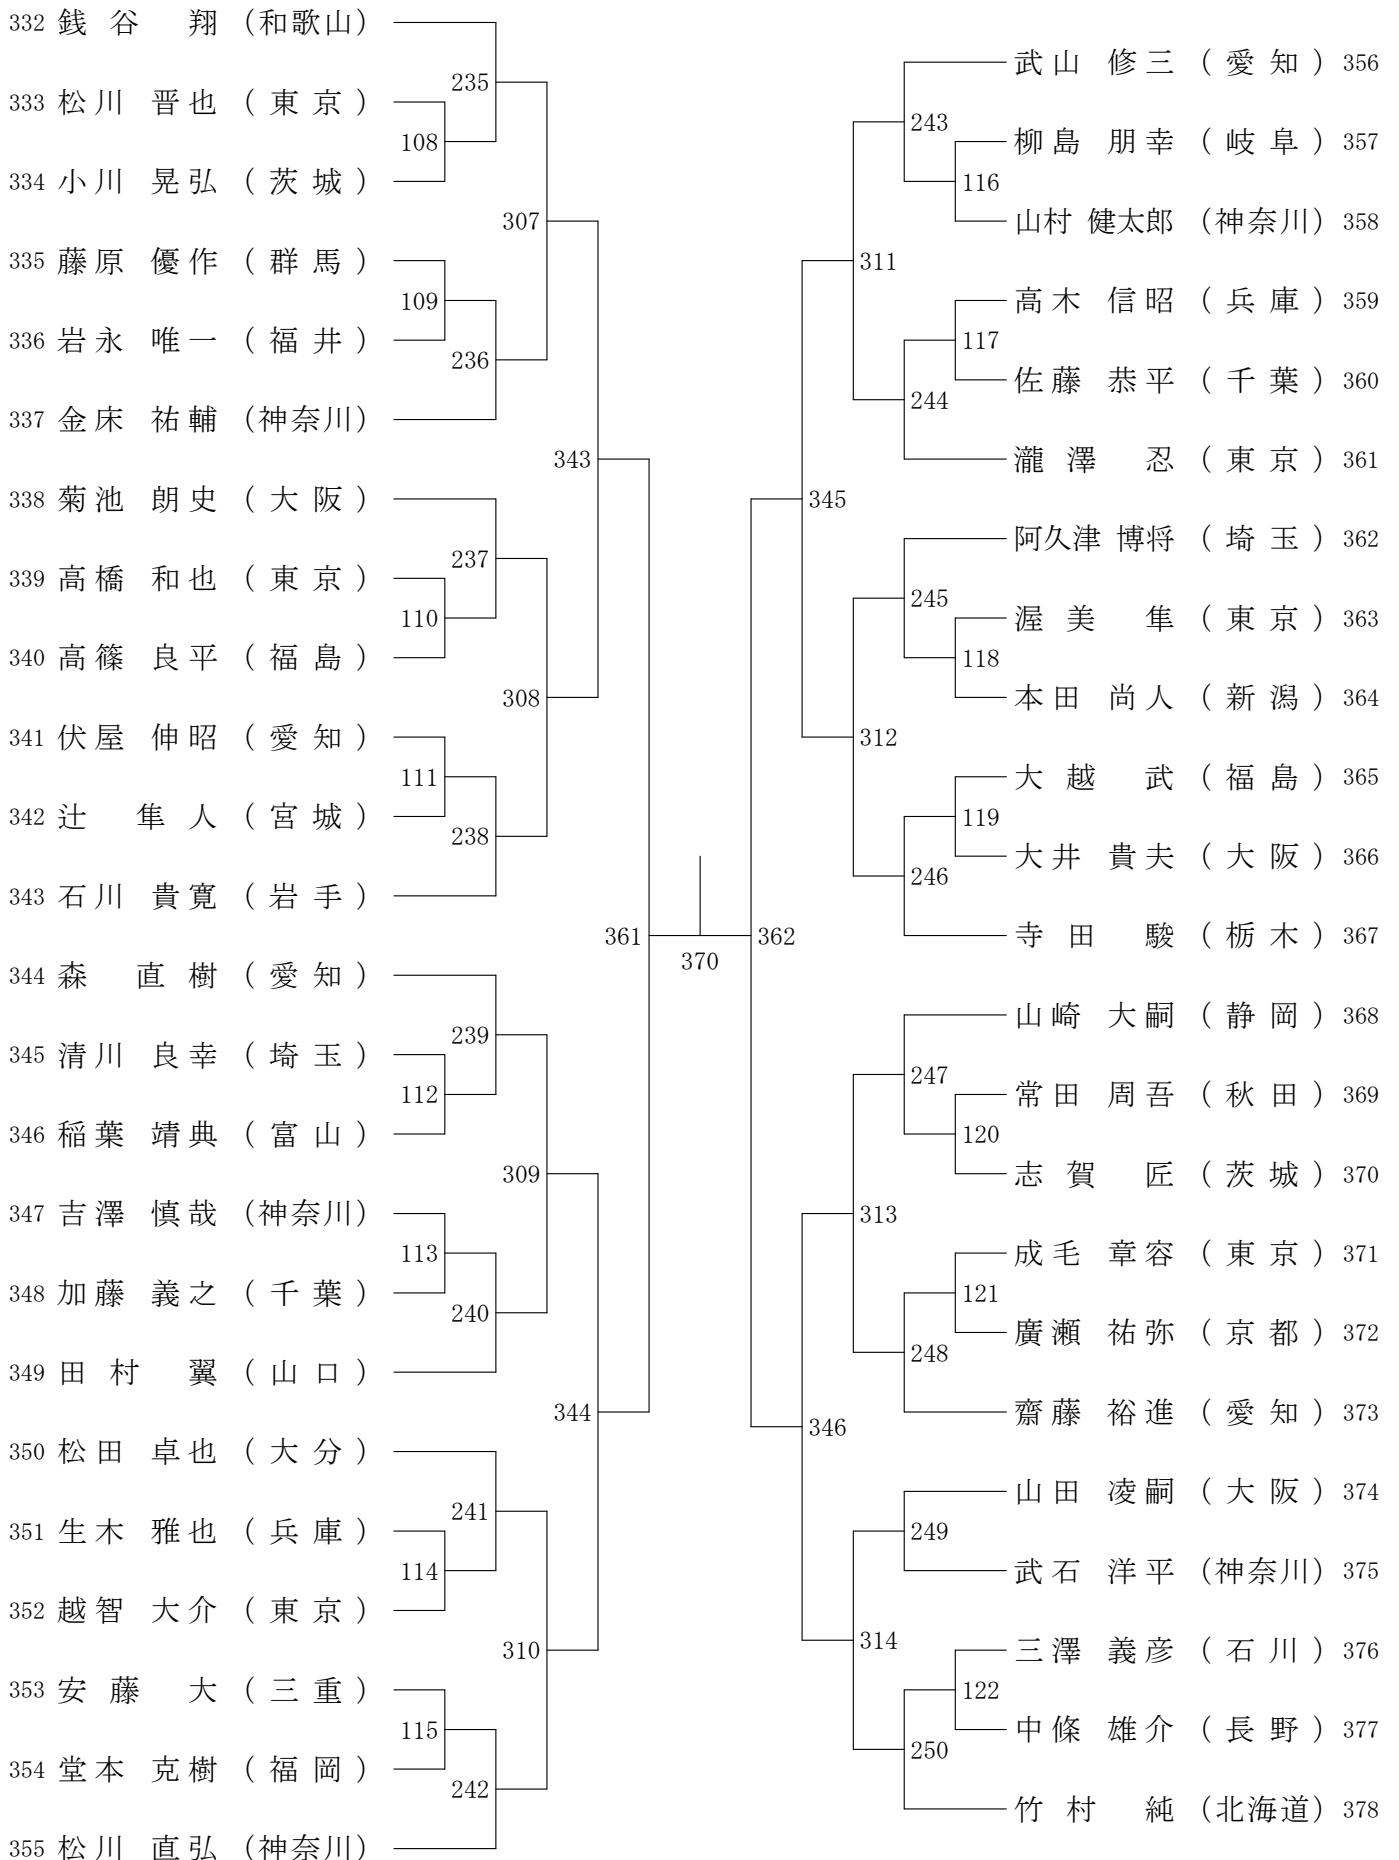 332 銭谷 翔 (和歌山)
333 松川 晋也 (東京)
334 小川 晃弘 (茨城)
335 藤原 優作 (群馬)
336 岩永 唯一 (福井)
337 金床 祐輔 (神奈川)
338 菊池 朗史 (大阪)
339 高橋 和也 (東京)
340 高篠 良平 (福島)
341 伏屋 伸昭 (愛知)
342 辻 隼人 (宮城)
343 石川 貴寛 (岩手)
344 森 直樹 (愛知)
345 清川 良幸 (埼玉)
346 稲葉 靖典 (富山)
347 吉澤 慎哉 (神奈川)
348 加藤 義之 (千葉)
349 田村 翼 (山口)
350 松田 卓也 (大分)
351 生木 雅也 (兵庫)
352 越智 大介 (東京)
353 安藤 大 (三重)
354 堂本 克樹 (福岡)
355 松川 直弘 (神奈川)
108
109
110
111
112
113
114
115
235
236
237
238
239
240
241
242
307
308
309
310
343
344
361
370
362
345
346
311
312
313
314
243
244
245
246
247
248
249
250
116
117
118
119
120
121
122
武山 修三 (愛知) 356
柳島 朋幸 (岐阜) 357
山村 健太郎 (神奈川) 358
高木 信昭 (兵庫) 359
佐藤 恭平 (千葉) 360
瀧澤 忍 (東京) 361
阿久津 博将 (埼玉) 362
渥美 隼 (東京) 363
本田 尚人 (新潟) 364
大越 武 (福島) 365
大井 貴夫 (大阪) 366
寺田 駿 (栃木) 367
山崎 大嗣 (静岡) 368
常田 周吾 (秋田) 369
志賀 匠 (茨城) 370
成毛 章容 (東京) 371
廣瀬 祐弥 (京都) 372
齋藤 裕進 (愛知) 373
山田 凌嗣 (大阪) 374
武石 洋平 (神奈川) 375
三澤 義彦 (石川) 376
中條 雄介 (長野) 377
竹村 純 (北海道) 378